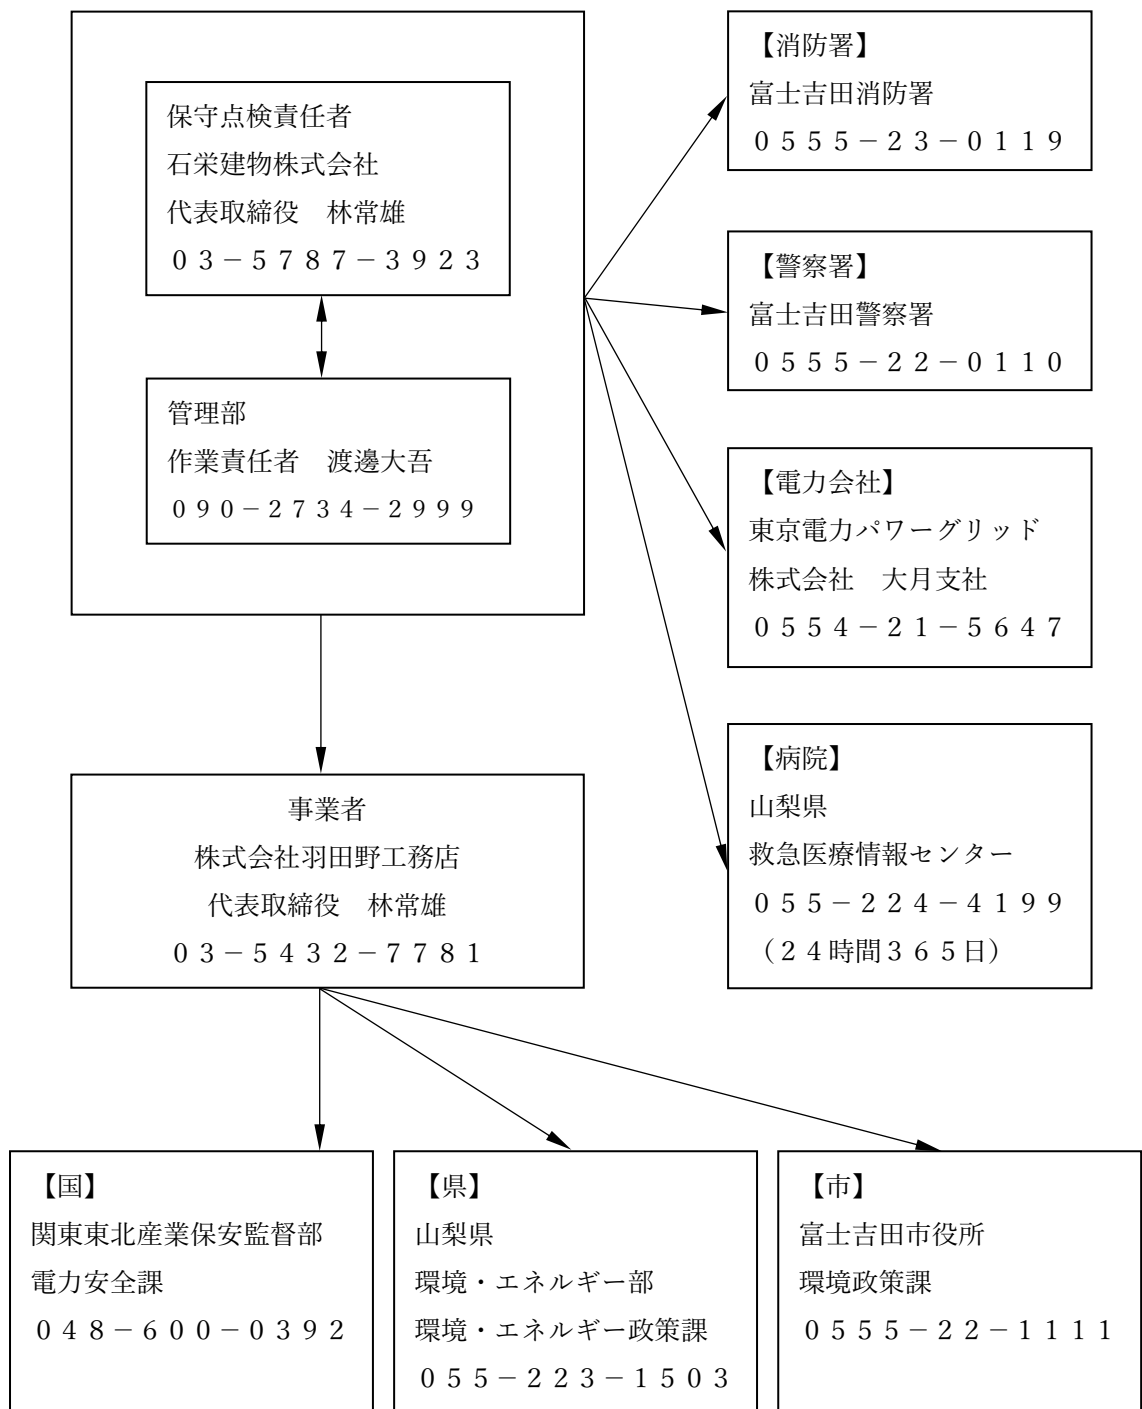 保守点検責任者
石栄建物株式会社
代表取締役　林常雄
０３－５７８７－３９２３
管理部
作業責任者　渡邊大吾
０９０－２７３４－２９９９
【消防署】
富士吉田消防署
０５５５－２３－０１１９
【警察署】
富士吉田警察署
０５５５－２２－０１１０
【電力会社】
東京電力パワーグリッド
株式会社　大月支社
０５５４－２１－５６４７
【病院】
山梨県
救急医療情報センター
０５５－２２４－４１９９
（２４時間３６５日）
事業者
株式会社羽田野工務店
代表取締役　林常雄
０３－５４３２－７７８１
【国】
関東東北産業保安監督部
電力安全課
０４８－６００－０３９２
【県】
山梨県
環境・エネルギー部
環境・エネルギー政策課
０５５－２２３－１５０３
【市】
富士吉田市役所
環境政策課
０５５５－２２－１１１１